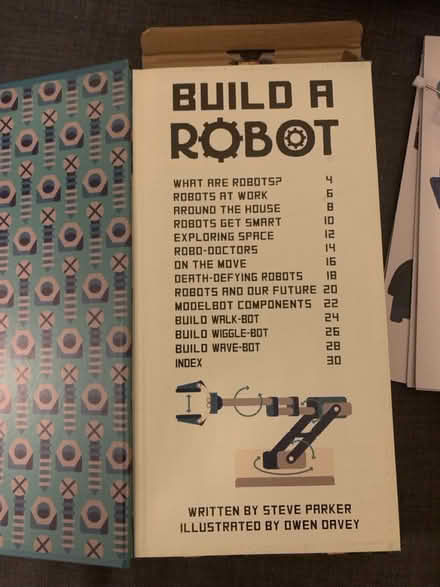 BUILD A
ROBOT
WHAT ARE ROBOTS? 4
ROBOTS AT WORK 6
AROUND THE HOUSE 8
ROBOTS GET SMART 10
EXPLORING SPACE 12
ROBO-DOCTORS 14
ON THE MOVE 16
DEATH-DEFYING ROBOTS 18
ROBOTS AND OUR FUTURE 20
MODELBOT COMPONENTS 22
BUILD WALK-BOT 24
BUILD WIGGLE-BOT 26
BUILD WAVE-BOT 28
INDEX 30
WRITTEN BY STEVE PARKER
ILLUSTRATED BY OWEN DAVEY